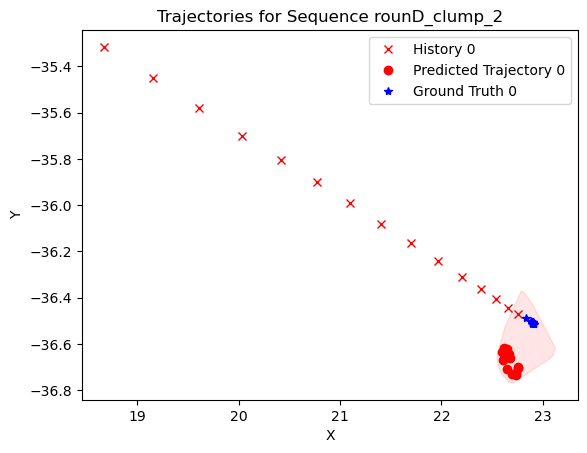 Trajectories for Sequence rounD_clump_2
History 0
Predicted Trajectory 0
Ground Truth 0
−35.4
−35.6
−35.8
−36.0
−36.2
−36.4
−36.6
−36.8
Y
19 20 21 22 23
X